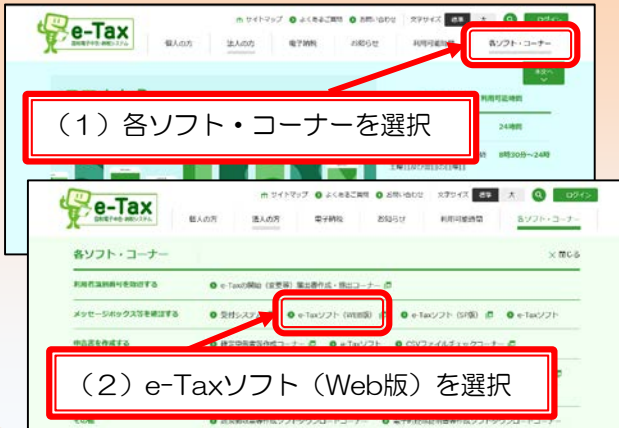 e-Tax
国税電子申告・納税システム
サイトマップ よくあるご質問 お問い合わせ 文字サイズ 標準 大 ログイン
個人の方 法人の方 電子納税 お知らせ 利用可能時間 各ソフト・コーナー
本文へ
利用可能時間
(1)各ソフト・コーナーを選択
24時間
8時30分~24時
e-Tax
国税電子申告・納税システム
サイトマップ よくあるご質問 お問い合わせ 文字サイズ 標準 大 ログイン
個人の方 法人の方 電子納税 お知らせ 利用可能時間 各ソフト・コーナー
各ソフト・コーナー
×閉じる
利用者識別番号を取得する e-Taxの開始(変更等)届出書作成・提出コーナー
メッセージボックス等を確認する 受付システム e-Taxソフト(WEB版) e-Taxソフト(SP版) e-Taxソフト
申告書を作成する 確定申告書等作成コーナー e-Taxソフト CSVファイルチェックコーナー
(2)e-Taxソフト(Web版)を選択
その他